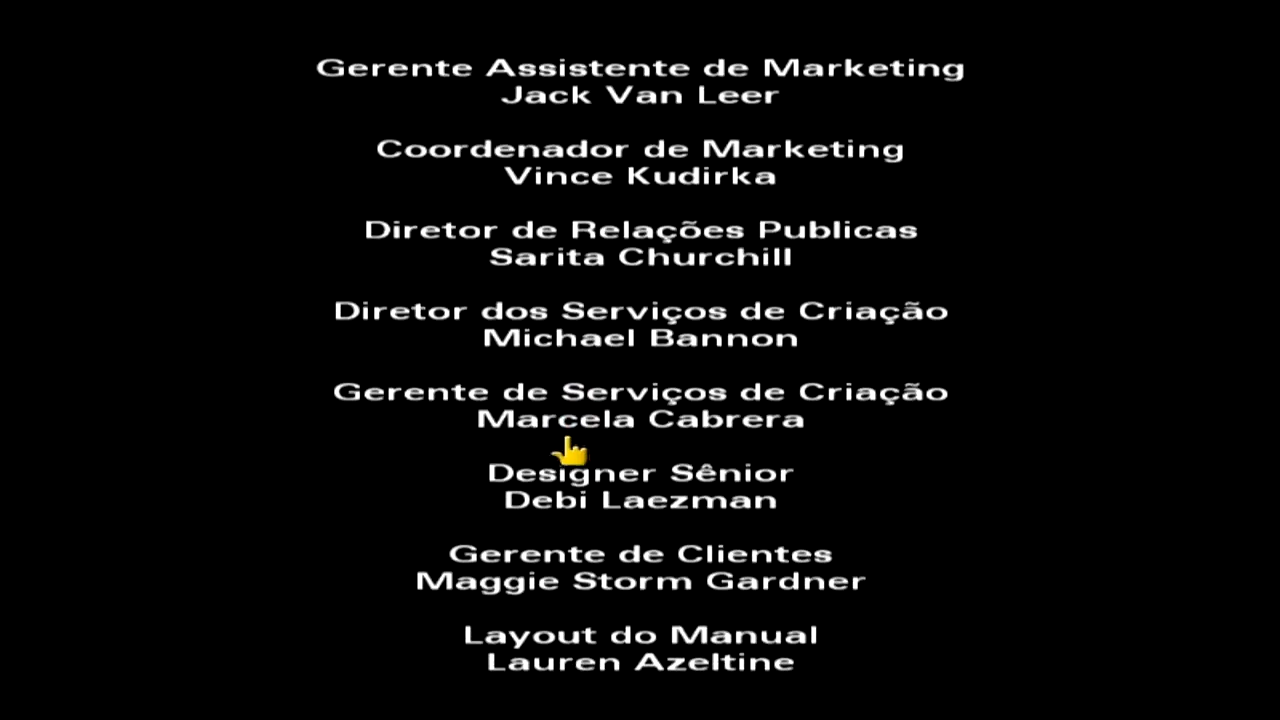 Gerente Assistente de Marketing
Jack Van Leer
Coordenador de Marketing
Vince Kudirka
Diretor de Relações Publicas
Sarita Churchill
Diretor dos Serviços de Criação
Michael Bannon
Gerente de Serviços de Criação
Marcela Cabrera
Designer Sênior
Debi Laezman
Gerente de Clientes
Maggie Storm Gardner
Layout do Manual
Lauren Azeltine